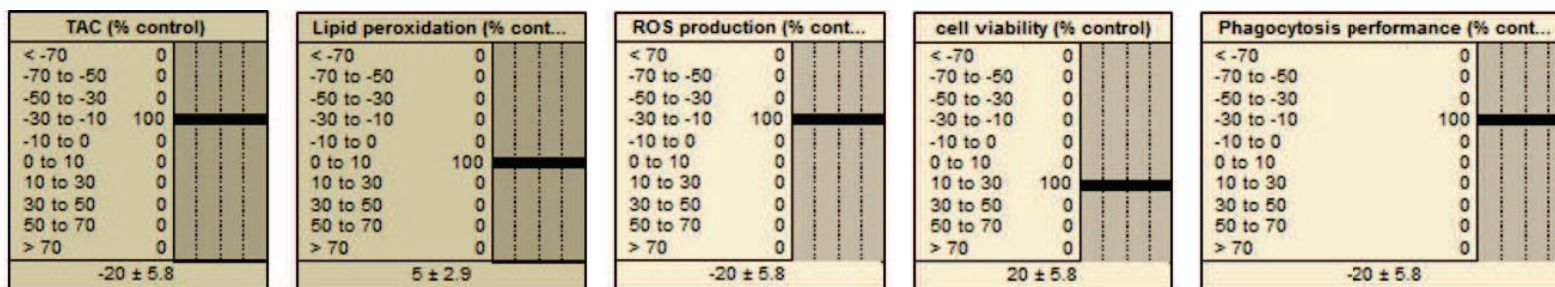 TAC (% control)
< -70 0
-70 to -50 0
-50 to -30 0
-30 to -10 100
-10 to 0 0
0 to 10 0
10 to 30 0
30 to 50 0
50 to 70 0
> 70 0
-20 ± 5.8
Lipid peroxidation (% cont...
< -70 0
-70 to -50 0
-50 to -30 0
-30 to -10 0
-10 to 0 0
0 to 10 100
10 to 30 0
30 to 50 0
50 to 70 0
> 70 0
5 ± 2.9
ROS production (% cont...
< 70 0
-70 to -50 0
-50 to -30 0
-30 to -10 100
-10 to 0 0
0 to 10 0
10 to 30 0
30 to 50 0
50 to 70 0
> 70 0
-20 ± 5.8
cell viability (% control)
< -70 0
-70 to -50 0
-50 to -30 0
-30 to -10 0
-10 to 0 0
0 to 10 0
10 to 30 100
30 to 50 0
50 to 70 0
> 70 0
20 ± 5.8
Phagocytosis performance (% cont...
< -70 0
-70 to -50 0
-50 to -30 0
-30 to -10 100
-10 to 0 0
0 to 10 0
10 to 30 0
30 to 50 0
50 to 70 0
> 70 0
-20 ± 5.8